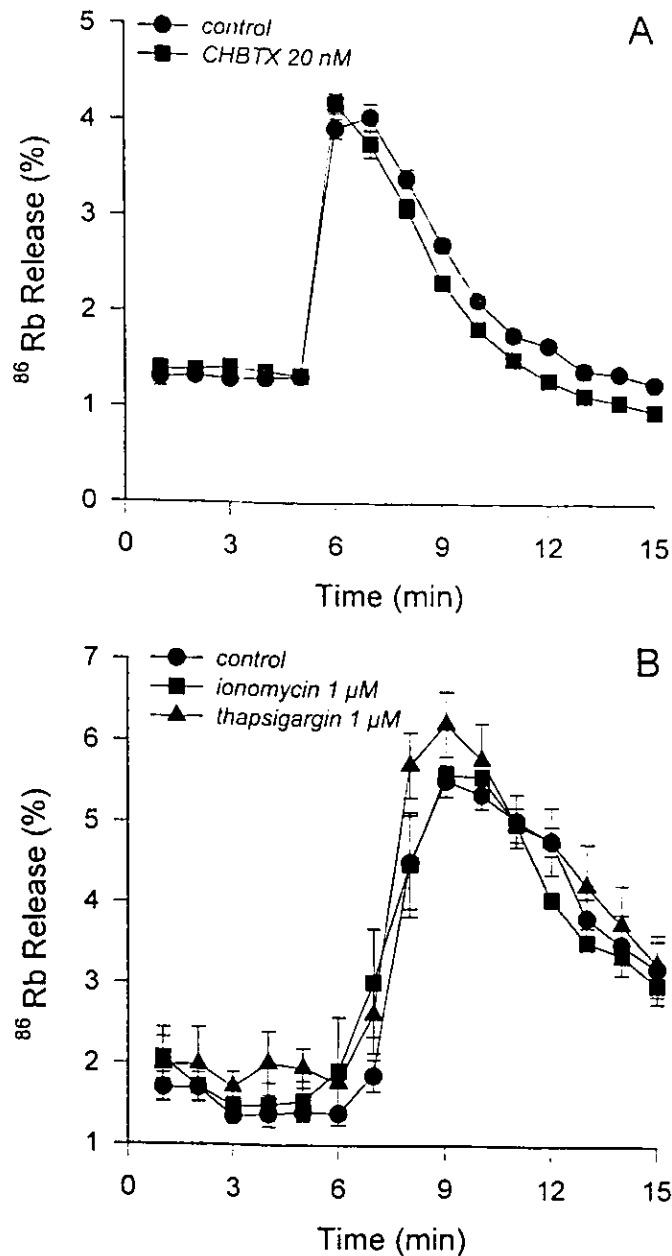 A
control
CHBTX 20 nM
5
4
3
2
1
0
⁸⁶ Rb Release (%)
0 3 6 9 12 15
Time (min)
B
control
ionomycin 1 µM
thapsigargin 1 µM
7
6
5
4
3
2
1
⁸⁶ Rb Release (%)
0 3 6 9 12 15
Time (min)